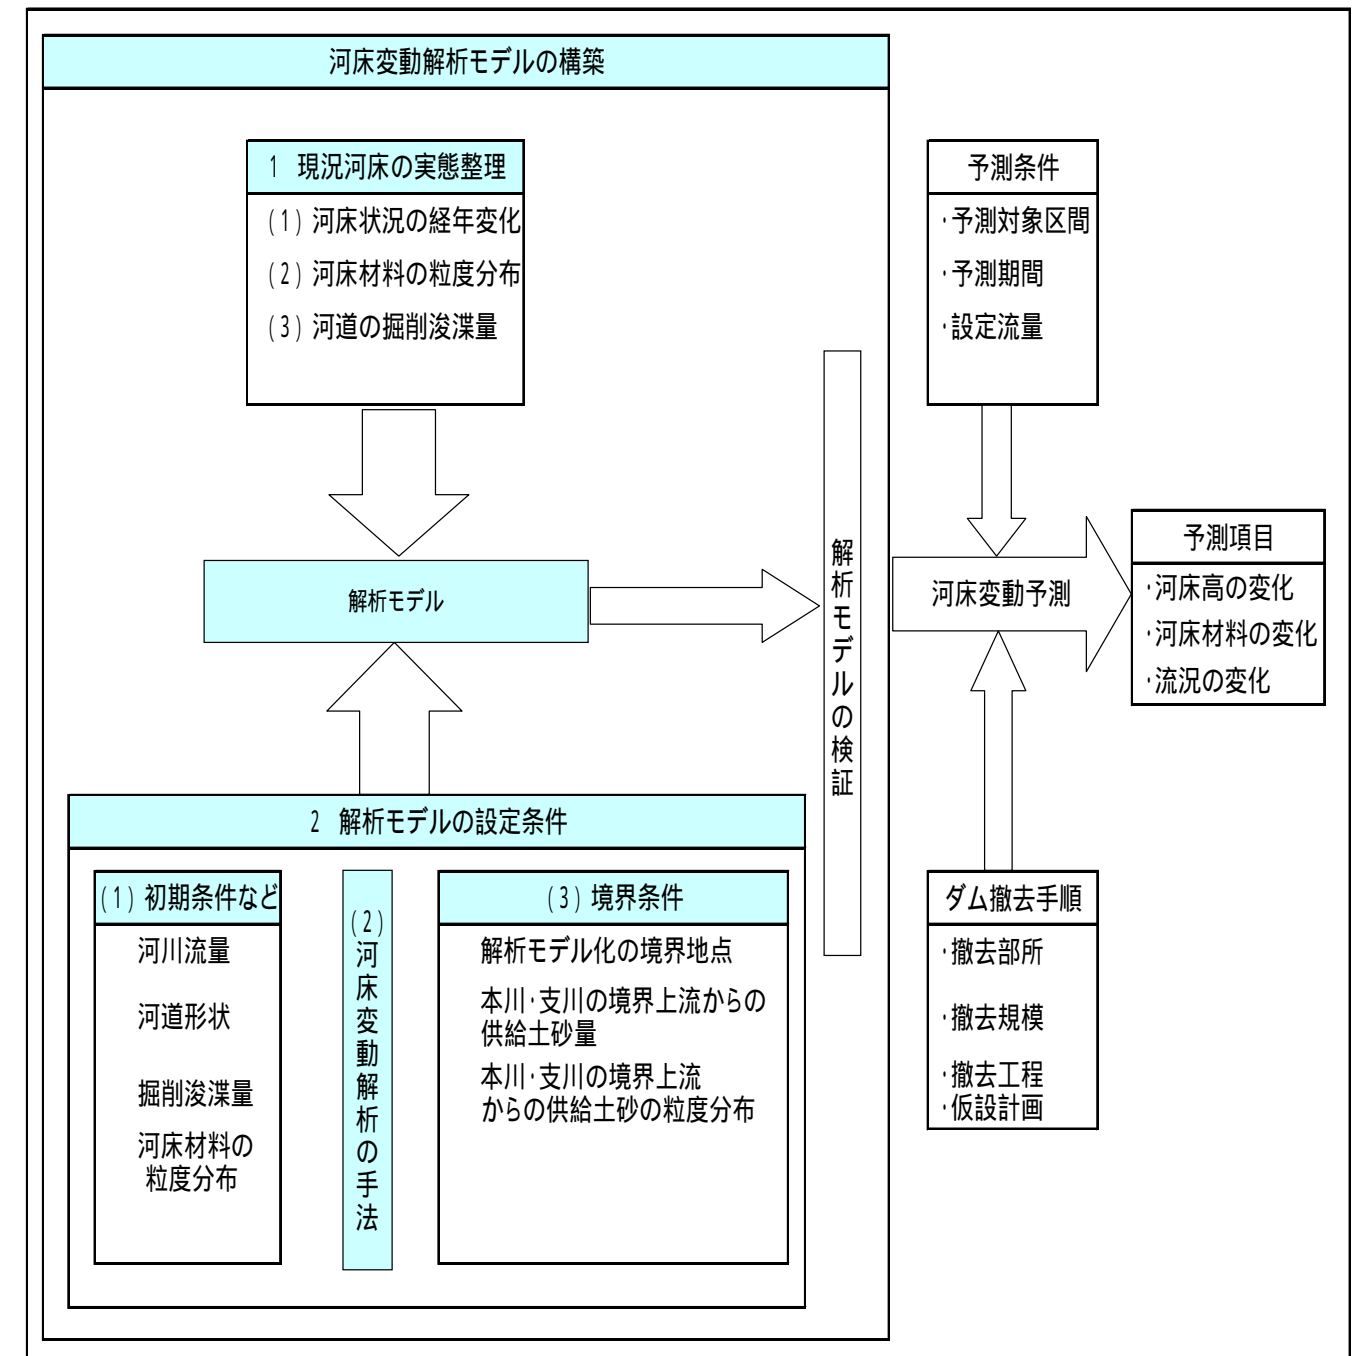 河床変動解析モデルの構築
1 現況河床の実態整理
(1)河床状況の経年変化
(2)河床材料の粒度分布
(3)河道の掘削浚渫量
解析モデル
解析モデルの検証
2 解析モデルの設定条件
(1)初期条件など
河川流量
河道形状
掘削浚渫量
河床材料の
粒度分布
(2)河床変動解析の手法
(3)境界条件
解析モデル化の境界地点
本川・支川の境界上流からの
供給土砂量
本川・支川の境界上流
からの供給土砂の粒度分布
予測条件
・予測対象区間
・予測期間
・設定流量
河床変動予測
ダム撤去手順
・撤去部所
・撤去規模
・撤去工程
・仮設計画
予測項目
・河床高の変化
・河床材料の変化
・流況の変化